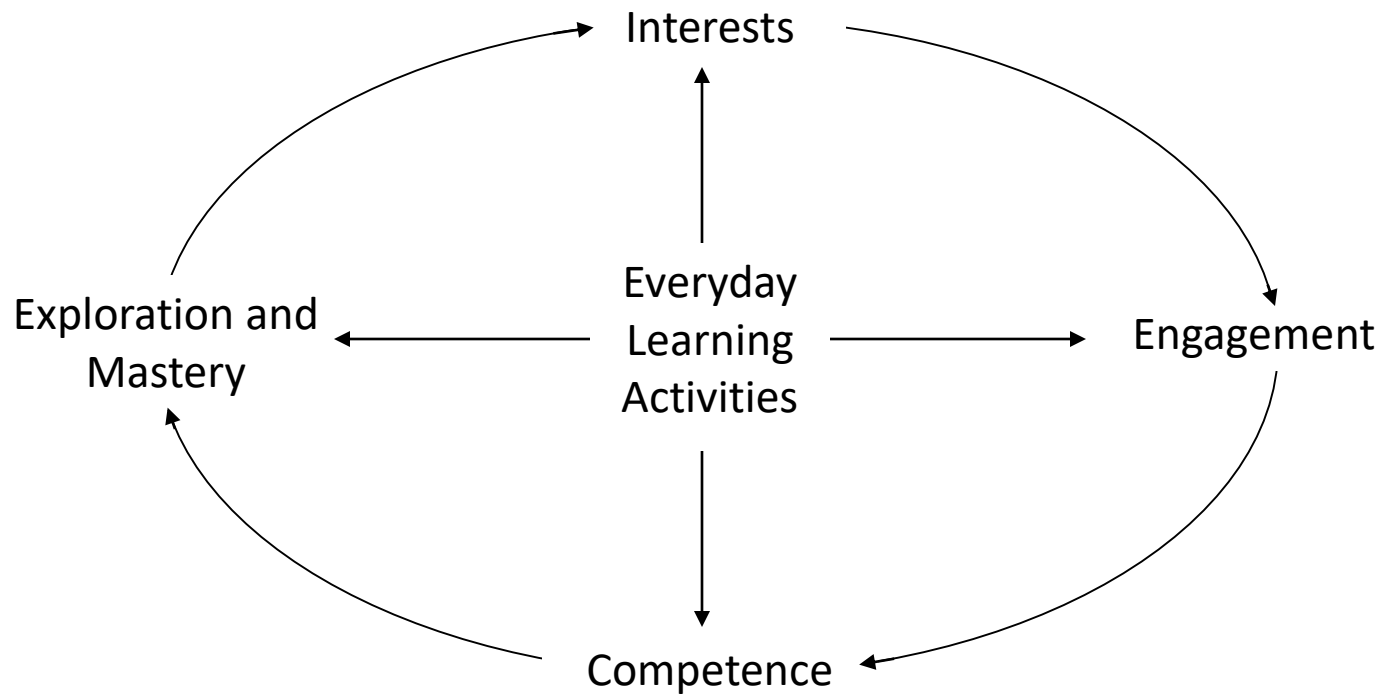 Interests
Everyday
Learning
Activities
Exploration and
Mastery
Engagement
Competence